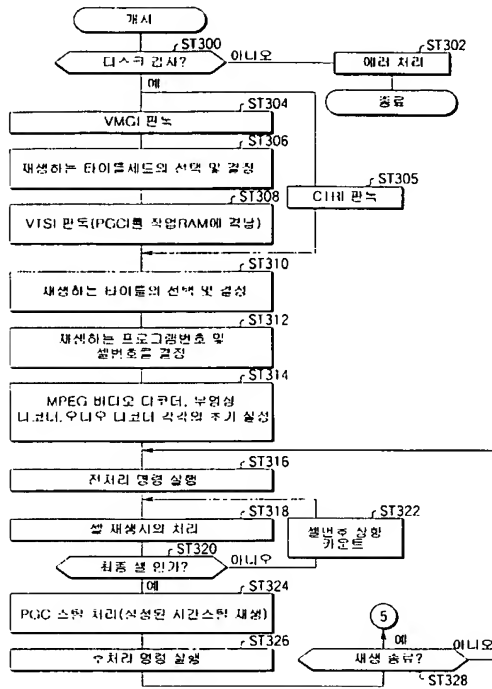 개시
ST300
디스크 검사?
아니오
ST302
에러 처리
종료
예
ST304
VMGI 판독
ST306
재생하는 타이틀세트의 선택 및 결정
ST305
판독
ST308
VTSI 판독(PGCI를 작업RAM에 격납)
ST310
재생하는 타이틀의 선택 및 결정
ST312
재생하는 프로그램번호 및
셀번호를 결정
ST314
MPEG 비디오 디코더, 부영상
디코더,오디오 디코더 각각의 초기 설정
ST316
전처리 명령 실행
ST318
셀 재생시의 처리
ST322
셀번호 상향
카운트
ST320
최종 셀 인가?
아니오
예
ST324
PGC 스틸 처리(설정된 시간스틸 재생)
ST326
후처리 명령 실행
5
예
재생 종료?
아니오
ST328